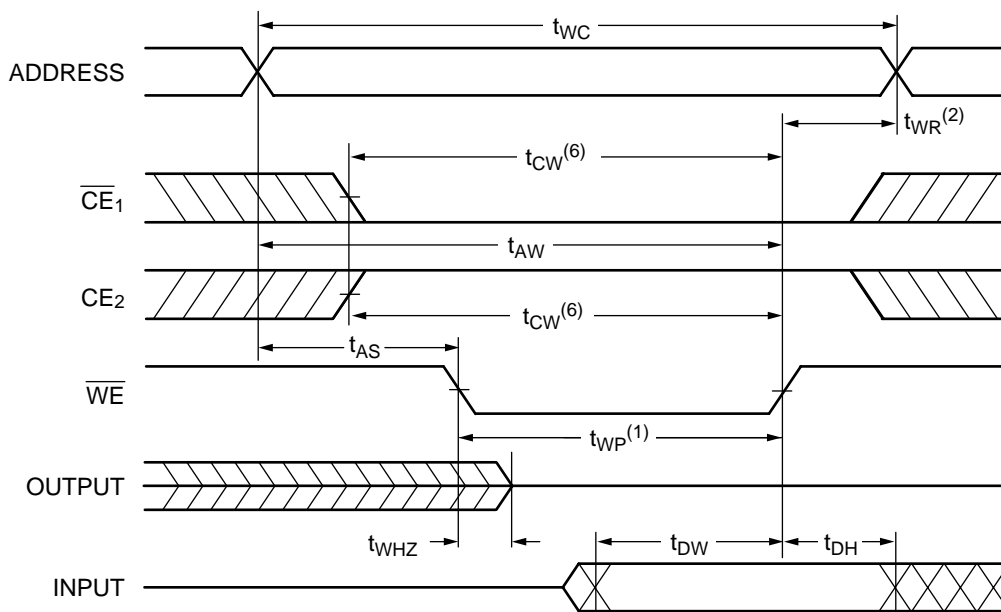 tWC
ADDRESS
tWR(2)
tCW(6)
CE1
tAW
CE2
tCW(6)
tAS
WE
tWP(1)
OUTPUT
tWHZ
tDW
tDH
INPUT